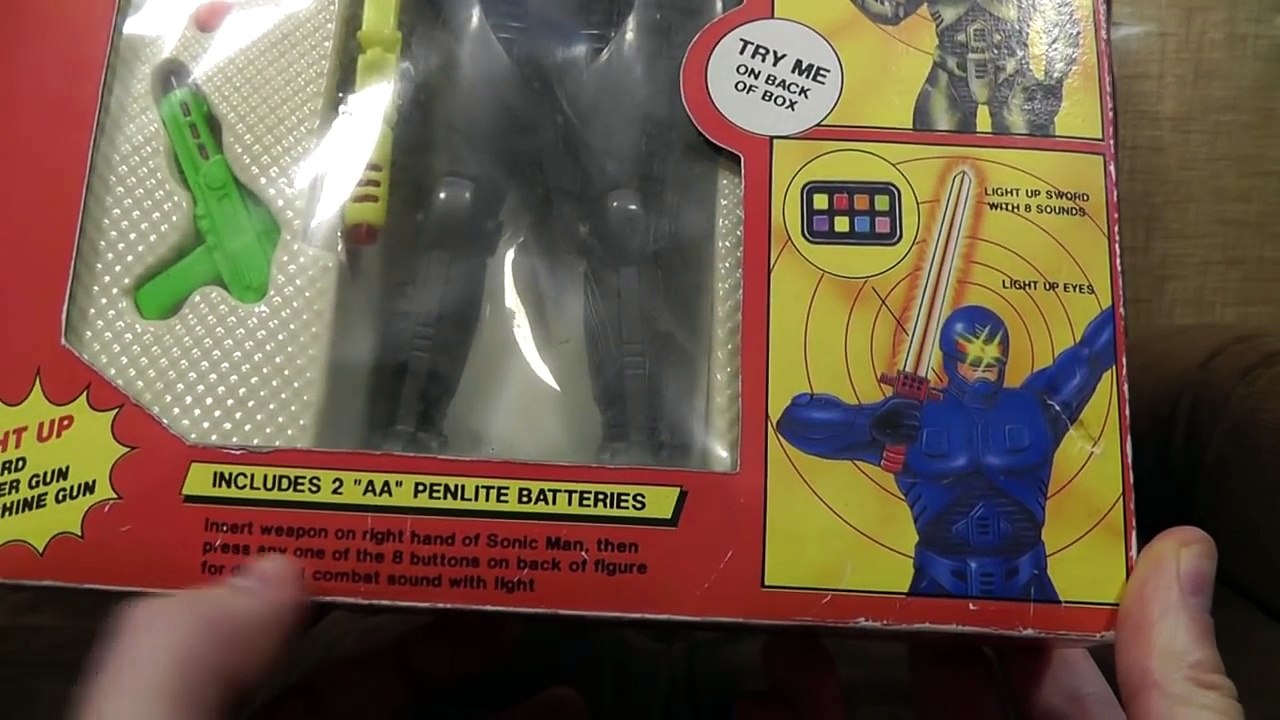 TRY ME
ON BACK
OF BOX
LIGHT UP SWORD
WITH 8 SOUNDS
LIGHT UP EYES
HT UP
RD
ER GUN
HINE GUN
INCLUDES 2 "AA" PENLITE BATTERIES
Insert weapon on right hand of Sonic Man, then
press any one of the 8 buttons on back of figure
for combat sound with light